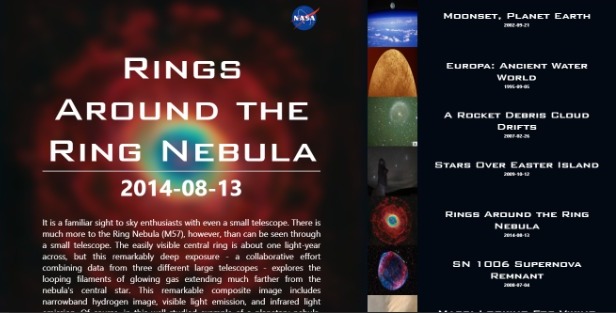 NASA
Rings
Around the
Ring Nebula
2014-08-13
It is a familiar sight to sky enthusiasts with even a small telescope. There is
much more to the Ring Nebula (M57), however, than can be seen through
a small telescope. The easily visible central ring is about one light-year
across, but this remarkably deep exposure - a collaborative effort
combining data from three different large telescopes - explores the
looping filaments of glowing gas extending much farther from the
nebula's central star. This remarkable composite image includes
narrowband hydrogen image, visible light emission, and infrared light
Moonset, Planet Earth
2002-09-21
Europa: Ancient Water
World
1995-09-05
A Rocket Debris Cloud
Drifts
2007-02-26
Stars Over Easter Island
2009-10-12
Rings Around the Ring
Nebula
2014-08-13
SN 1006 Supernova
Remnant
2008-07-04